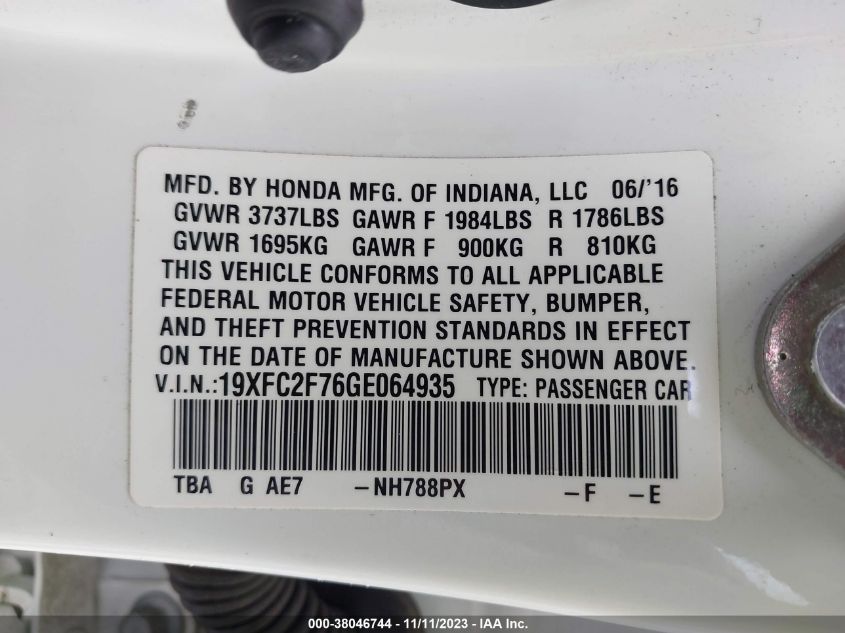 MFD. BY HONDA MFG. OF INDIANA, LLC 06/'16
GVWR 3737LBS GAWR F 1984LBS R 1786LBS
GVWR 1695KG GAWR F 900KG R 810KG
THIS VEHICLE CONFORMS TO ALL APPLICABLE
FEDERAL MOTOR VEHICLE SAFETY, BUMPER,
AND THEFT PREVENTION STANDARDS IN EFFECT
ON THE DATE OF MANUFACTURE SHOWN ABOVE.
V.I.N.:19XFC2F76GE064935 TYPE: PASSENGER CAR
TBA G AE7 -NH788PX -F -E
000-38046744 - 11/11/2023 - IAA Inc.